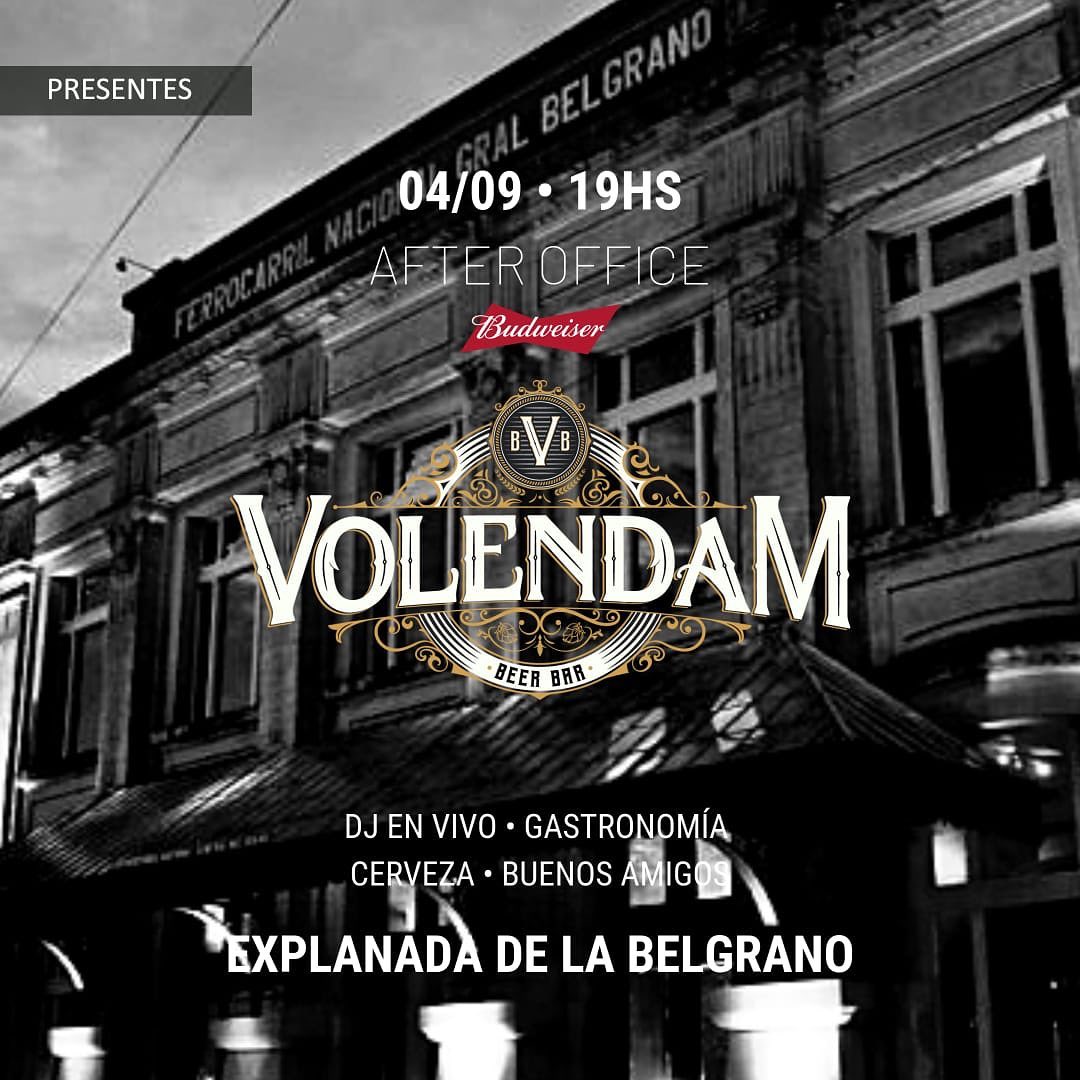 PRESENTES
FERROCARRIL NACIONAL GRAL BELGRANO
04/09 • 19HS
AFTER OFFICE
Budweiser
B V B
VOLENDAM
• BEER BAR •
DJ EN VIVO • GASTRONOMÍA
CERVEZA • BUENOS AMIGOS
EXPLANADA DE LA BELGRANO